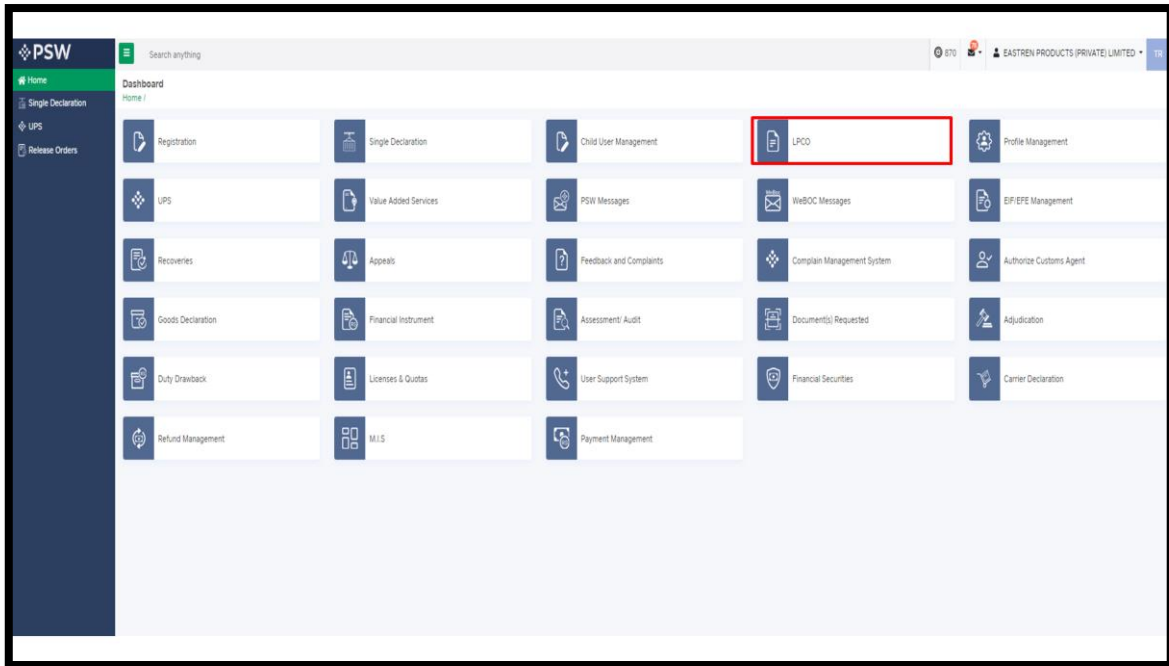 PSW
Search anything
870
EASTREN PRODUCTS (PRIVATE) LIMITED
TR
Home
Single Declaration
UPS
Release Orders
Dashboard
Home /
Registration
Single Declaration
Child User Management
LPCO
Profile Management
UPS
Value Added Services
PSW Messages
WeBOC Messages
EIF/EFE Management
Recoveries
Appeals
Feedback and Complaints
Complain Management System
Authorize Customs Agent
Goods Declaration
Financial Instrument
Assessment/ Audit
Document(s) Requested
Adjudication
Duty Drawback
Licenses & Quotas
User Support System
Financial Securities
Carrier Declaration
Refund Management
M.I.S
Payment Management